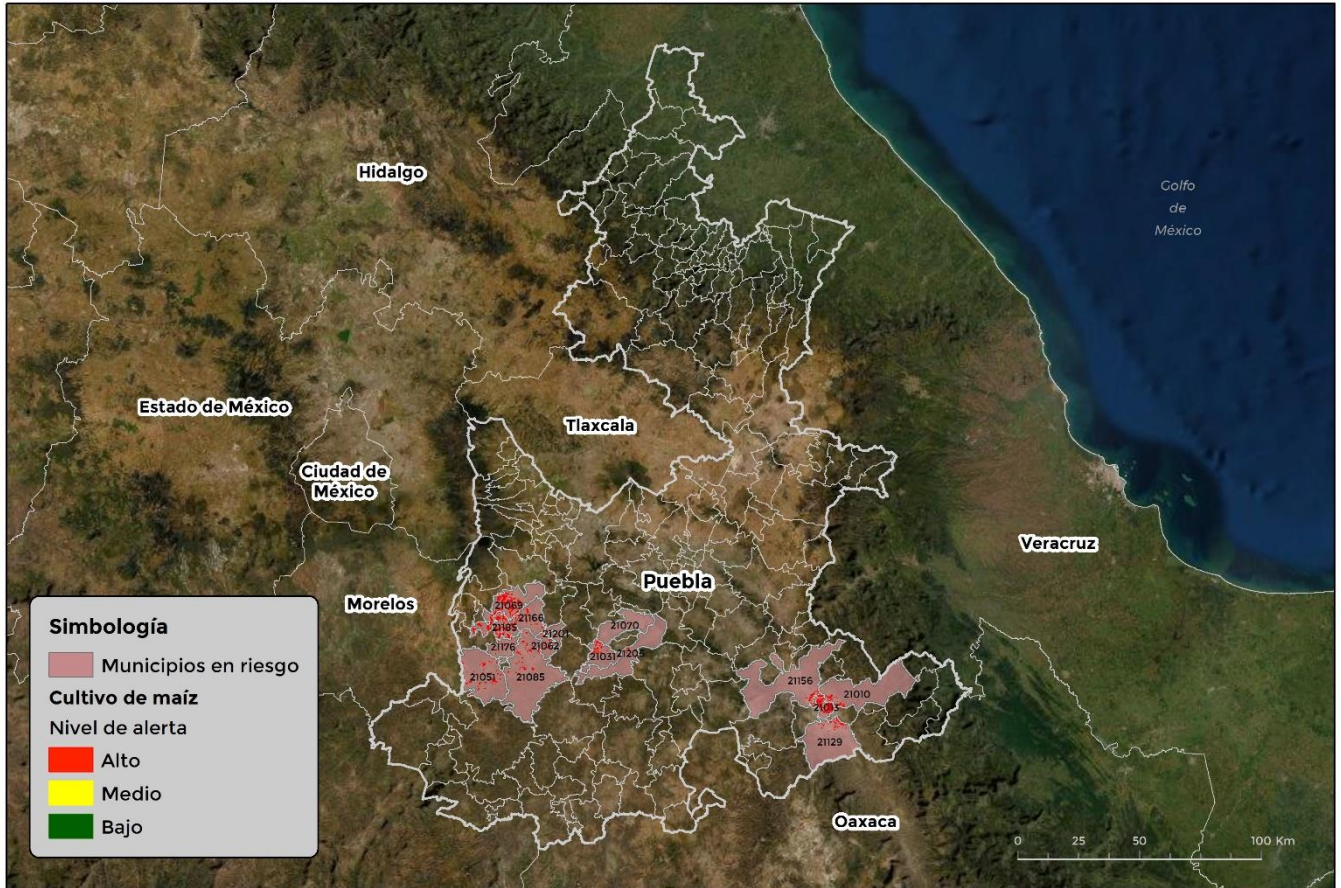 Hidalgo
Golfo
de
México
Estado de México
Tlaxcala
Ciudad de
México
Veracruz
Puebla
Morelos
21069
21166
21185
21201
21176
21062
21051
21085
21070
21031
21203
21156
21010
21013
21129
Oaxaca
Simbología
Municipios en riesgo
Cultivo de maíz
Nivel de alerta
Alto
Medio
Bajo
0 25 50 100 Km